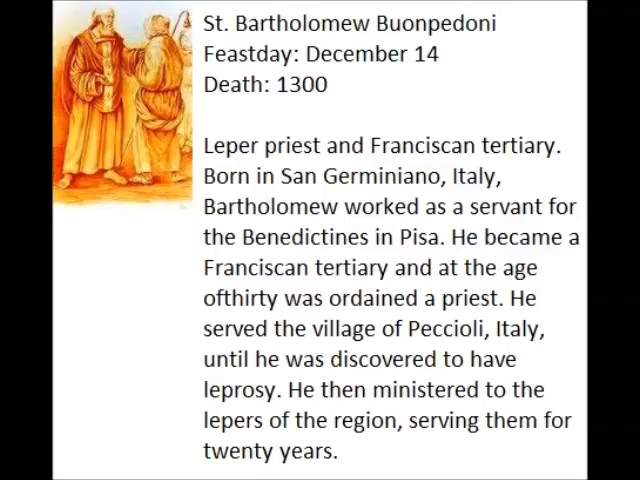 St. Bartholomew Buonpedoni
Feastday: December 14
Death: 1300
Leper priest and Franciscan tertiary.
Born in San Germiniano, Italy,
Bartholomew worked as a servant for
the Benedictines in Pisa. He became a
Franciscan tertiary and at the age
ofthirty was ordained a priest. He
served the village of Peccioli, Italy,
until he was discovered to have
leprosy. He then ministered to the
lepers of the region, serving them for
twenty years.